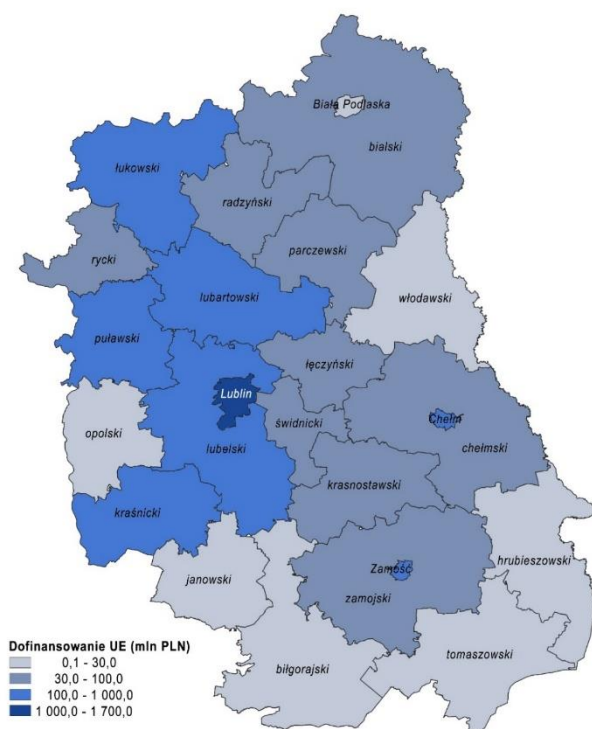 Biała Podlaska
bialski
łukowski
radzyński
parczewski
rycki
lubartowski
włodawski
puławski
łęczyński
Lublin
Chełm
świdnicki
opolski
lubelski
chełmski
krasnostawski
kraśnicki
hrubieszowski
Zamość
janowski
zamojski
tomaszowski
biłgorajski
Dofinansowanie UE (mln PLN)
0,1 - 30,0
30,0 - 100,0
100,0 - 1 000,0
1 000,0 - 1 700,0